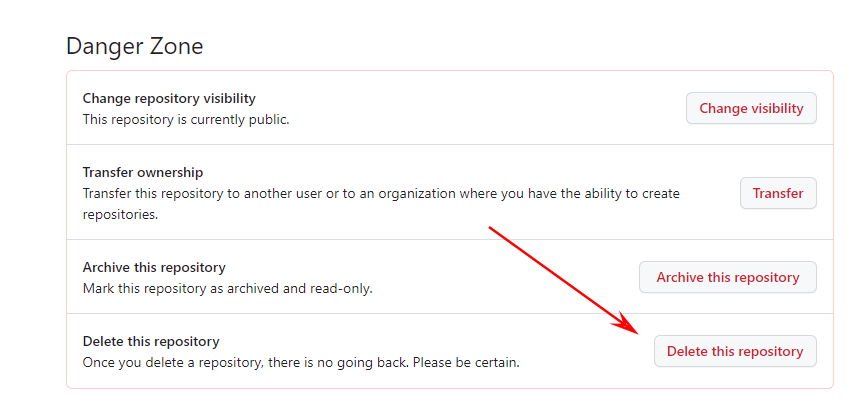 Danger Zone
Change repository visibility
This repository is currently public.
Change visibility
Transfer ownership
Transfer this repository to another user or to an organization where you have the ability to create
repositories.
Transfer
Archive this repository
Mark this repository as archived and read-only.
Archive this repository
Delete this repository
Once you delete a repository, there is no going back. Please be certain.
Delete this repository